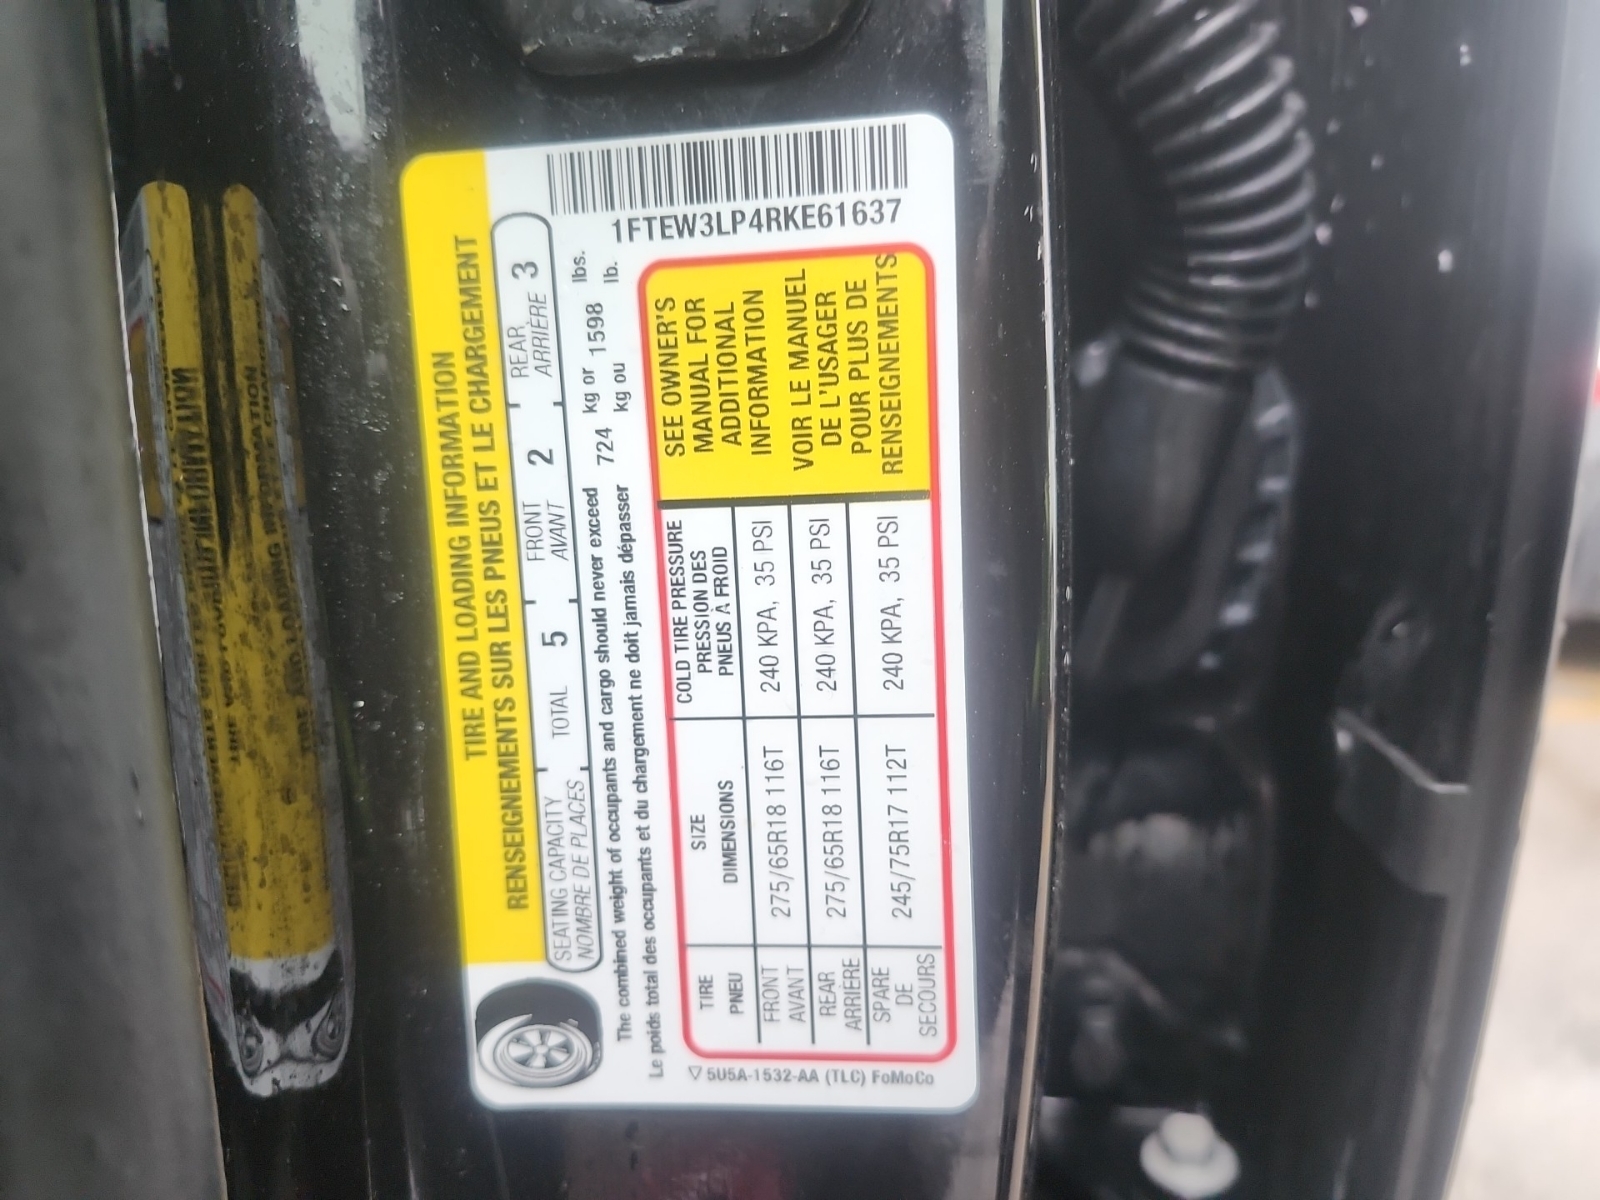 TIRE AND LOADING INFORMATION
RENSEIGNEMENTS SUR LES PNEUS ET LE CHARGEMENT
SEATING CAPACITY TOTAL 5 FRONT 2 REAR 3
NOMBRE DE PLACES AVANT ARRIÈRE
The combined weight of occupants and cargo should never exceed 724 kg or 1598 lbs.
Le poids total des occupants et du chargement ne doit jamais dépasser kg ou lb.
TIRE SIZE COLD TIRE PRESSURE
PNEU DIMENSIONS PRESSION DES
PNEUS À FROID
FRONT 275/65R18 116T 240 KPA, 35 PSI
AVANT
REAR 275/65R18 116T 240 KPA, 35 PSI
ARRIÈRE
SPARE 245/75R17 112T 240 KPA, 35 PSI
DE
SECOURS
SEE OWNER'S
MANUAL FOR
ADDITIONAL
INFORMATION
VOIR LE MANUEL
DE L'USAGER
POUR PLUS DE
RENSEIGNEMENTS
1FTEW3LP4RKE61637
5U5A-1532-AA (TLC) FoMoCo